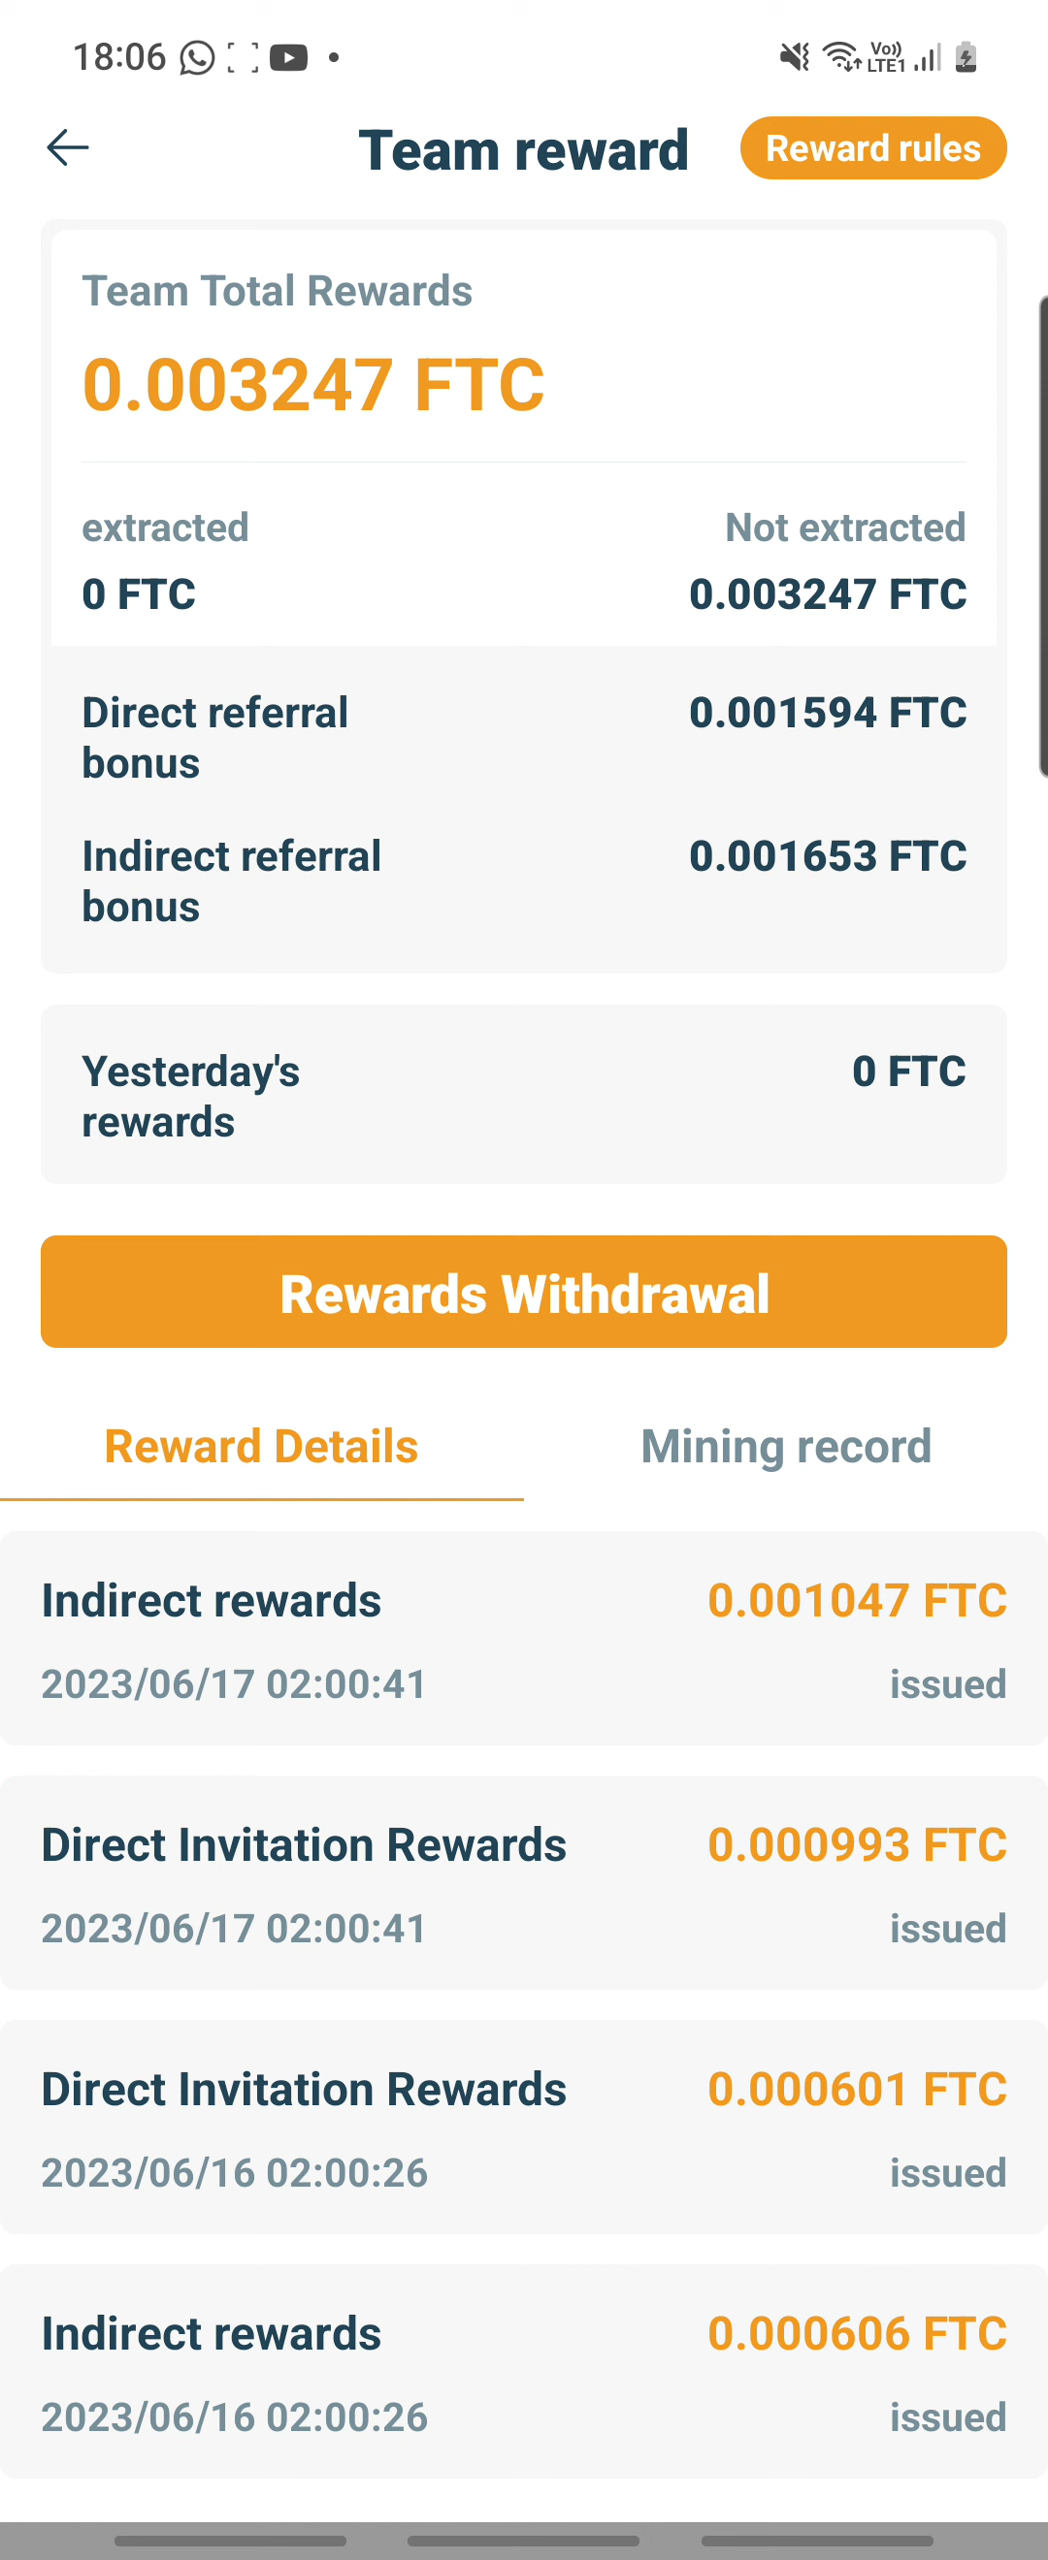 18:06
Vo))
LTE1
Team reward
Reward rules
Team Total Rewards
0.003247 FTC
extracted
Not extracted
0 FTC
0.003247 FTC
Direct referral
bonus
0.001594 FTC
Indirect referral
bonus
0.001653 FTC
Yesterday's
rewards
0 FTC
Rewards Withdrawal
Reward Details
Mining record
Indirect rewards
0.001047 FTC
2023/06/17 02:00:41
issued
Direct Invitation Rewards
0.000993 FTC
2023/06/17 02:00:41
issued
Direct Invitation Rewards
0.000601 FTC
2023/06/16 02:00:26
issued
Indirect rewards
0.000606 FTC
2023/06/16 02:00:26
issued